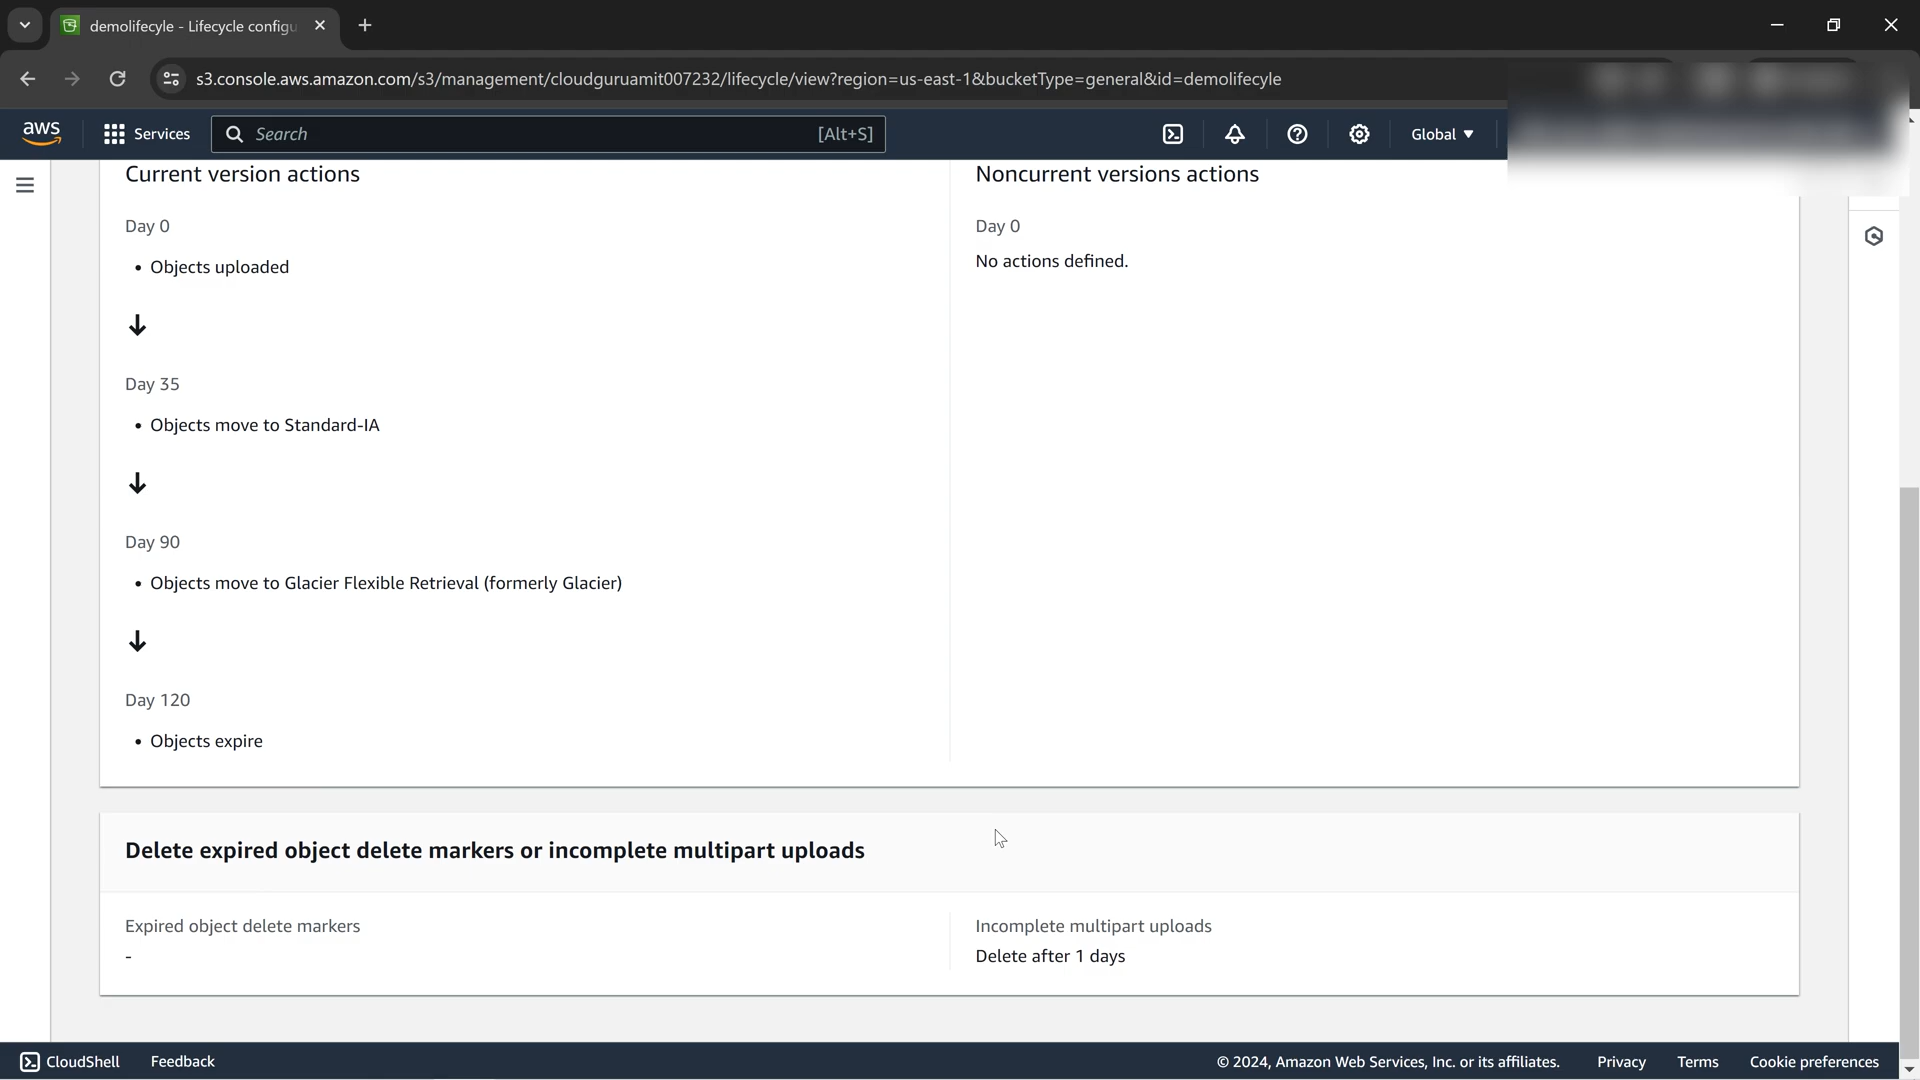 demolifecyle - Lifecycle configu
s3.console.aws.amazon.com/s3/management/cloudguruamit007232/lifecycle/view?region=us-east-1&bucketType=general&id=demolifecyle
aws
Services
Search
[Alt+S]
Global
Current version actions
Day 0
• Objects uploaded
Day 35
• Objects move to Standard-IA
Day 90
• Objects move to Glacier Flexible Retrieval (formerly Glacier)
Day 120
• Objects expire
Noncurrent versions actions
Day 0
No actions defined.
Delete expired object delete markers or incomplete multipart uploads
Expired object delete markers
-
Incomplete multipart uploads
Delete after 1 days
CloudShell
Feedback
© 2024, Amazon Web Services, Inc. or its affiliates.
Privacy
Terms
Cookie preferences